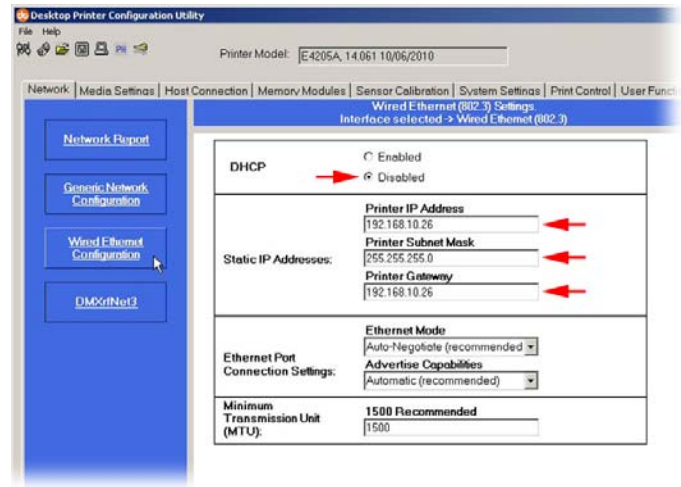 Desktop Printer Configuration Utility
File Help
Printer Model: E4205A, 14.061 10/06/2010
Network Media Settings Host Connection Memory Modules Sensor Calibration System Settings Print Control User Functi
Wired Ethernet (802.3) Settings.
Interface selected -> Wired Ethernet (802.3)
Network Report
Generic Network
Configuration
Wired Ethernet
Configuration
DMXrfNet3
DHCP
Enabled
Disabled
Static IP Addresses:
Printer IP Address
192.168.10.26
Printer Subnet Mask
255.255.255.0
Printer Gateway
192.168.10.26
Ethernet Port
Connection Settings:
Ethernet Mode
Auto-Negotiate (recommended
Advertise Capabilities
Automatic (recommended)
Minimum
Transmission Unit
(MTU):
1500 Recommended
1500